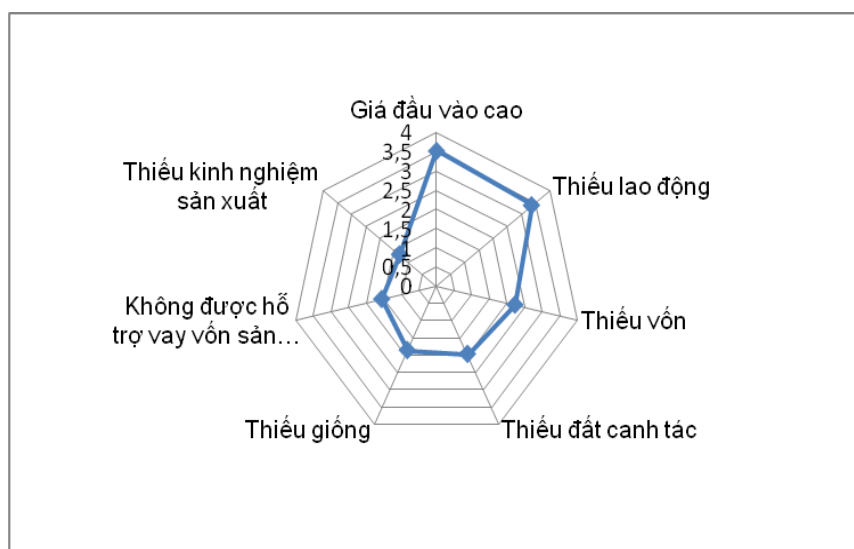 Giá đầu vào cao
4
3,5
3
2,5
2
1,5
1
0,5
0
Thiếu lao động
Thiếu vốn
Thiếu đất canh tác
Thiếu giống
Không được hỗ
trợ vay vốn sản...
Thiếu kinh nghiệm
sản xuất